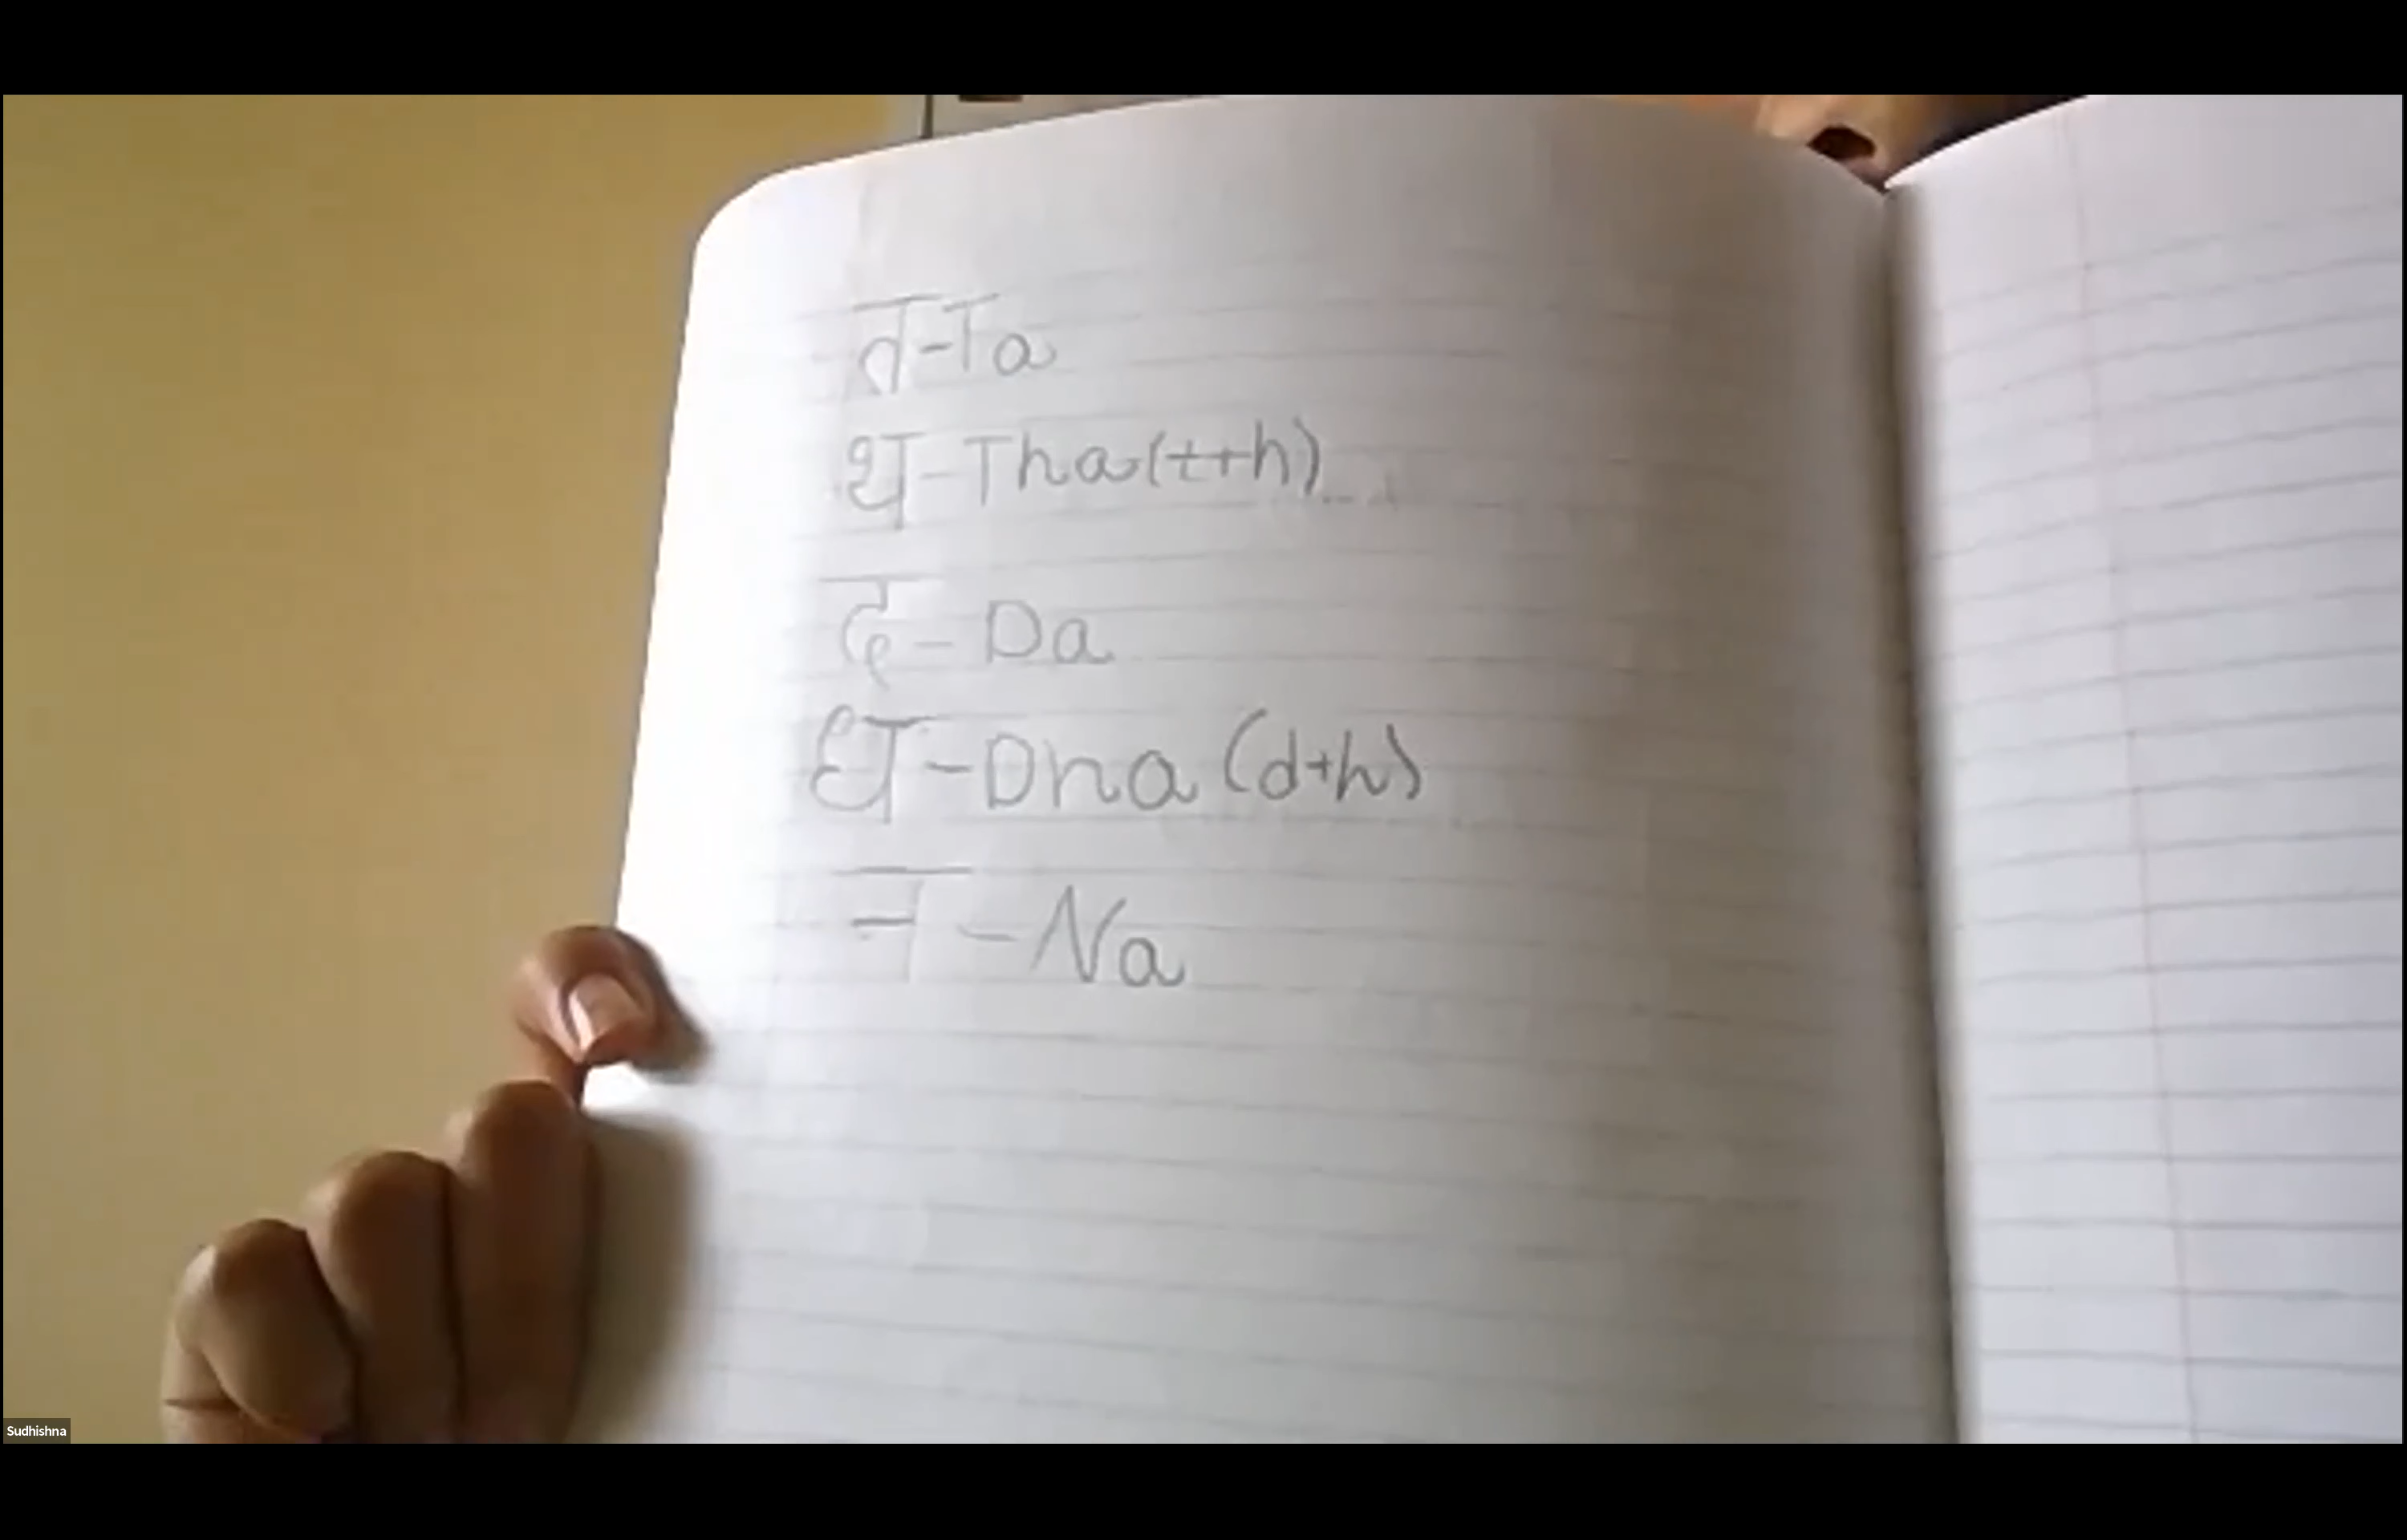 त-Ta
थ-Tha(t+h)
द-Da
ध-Dha(d+h)
न-Na
Sudhishna